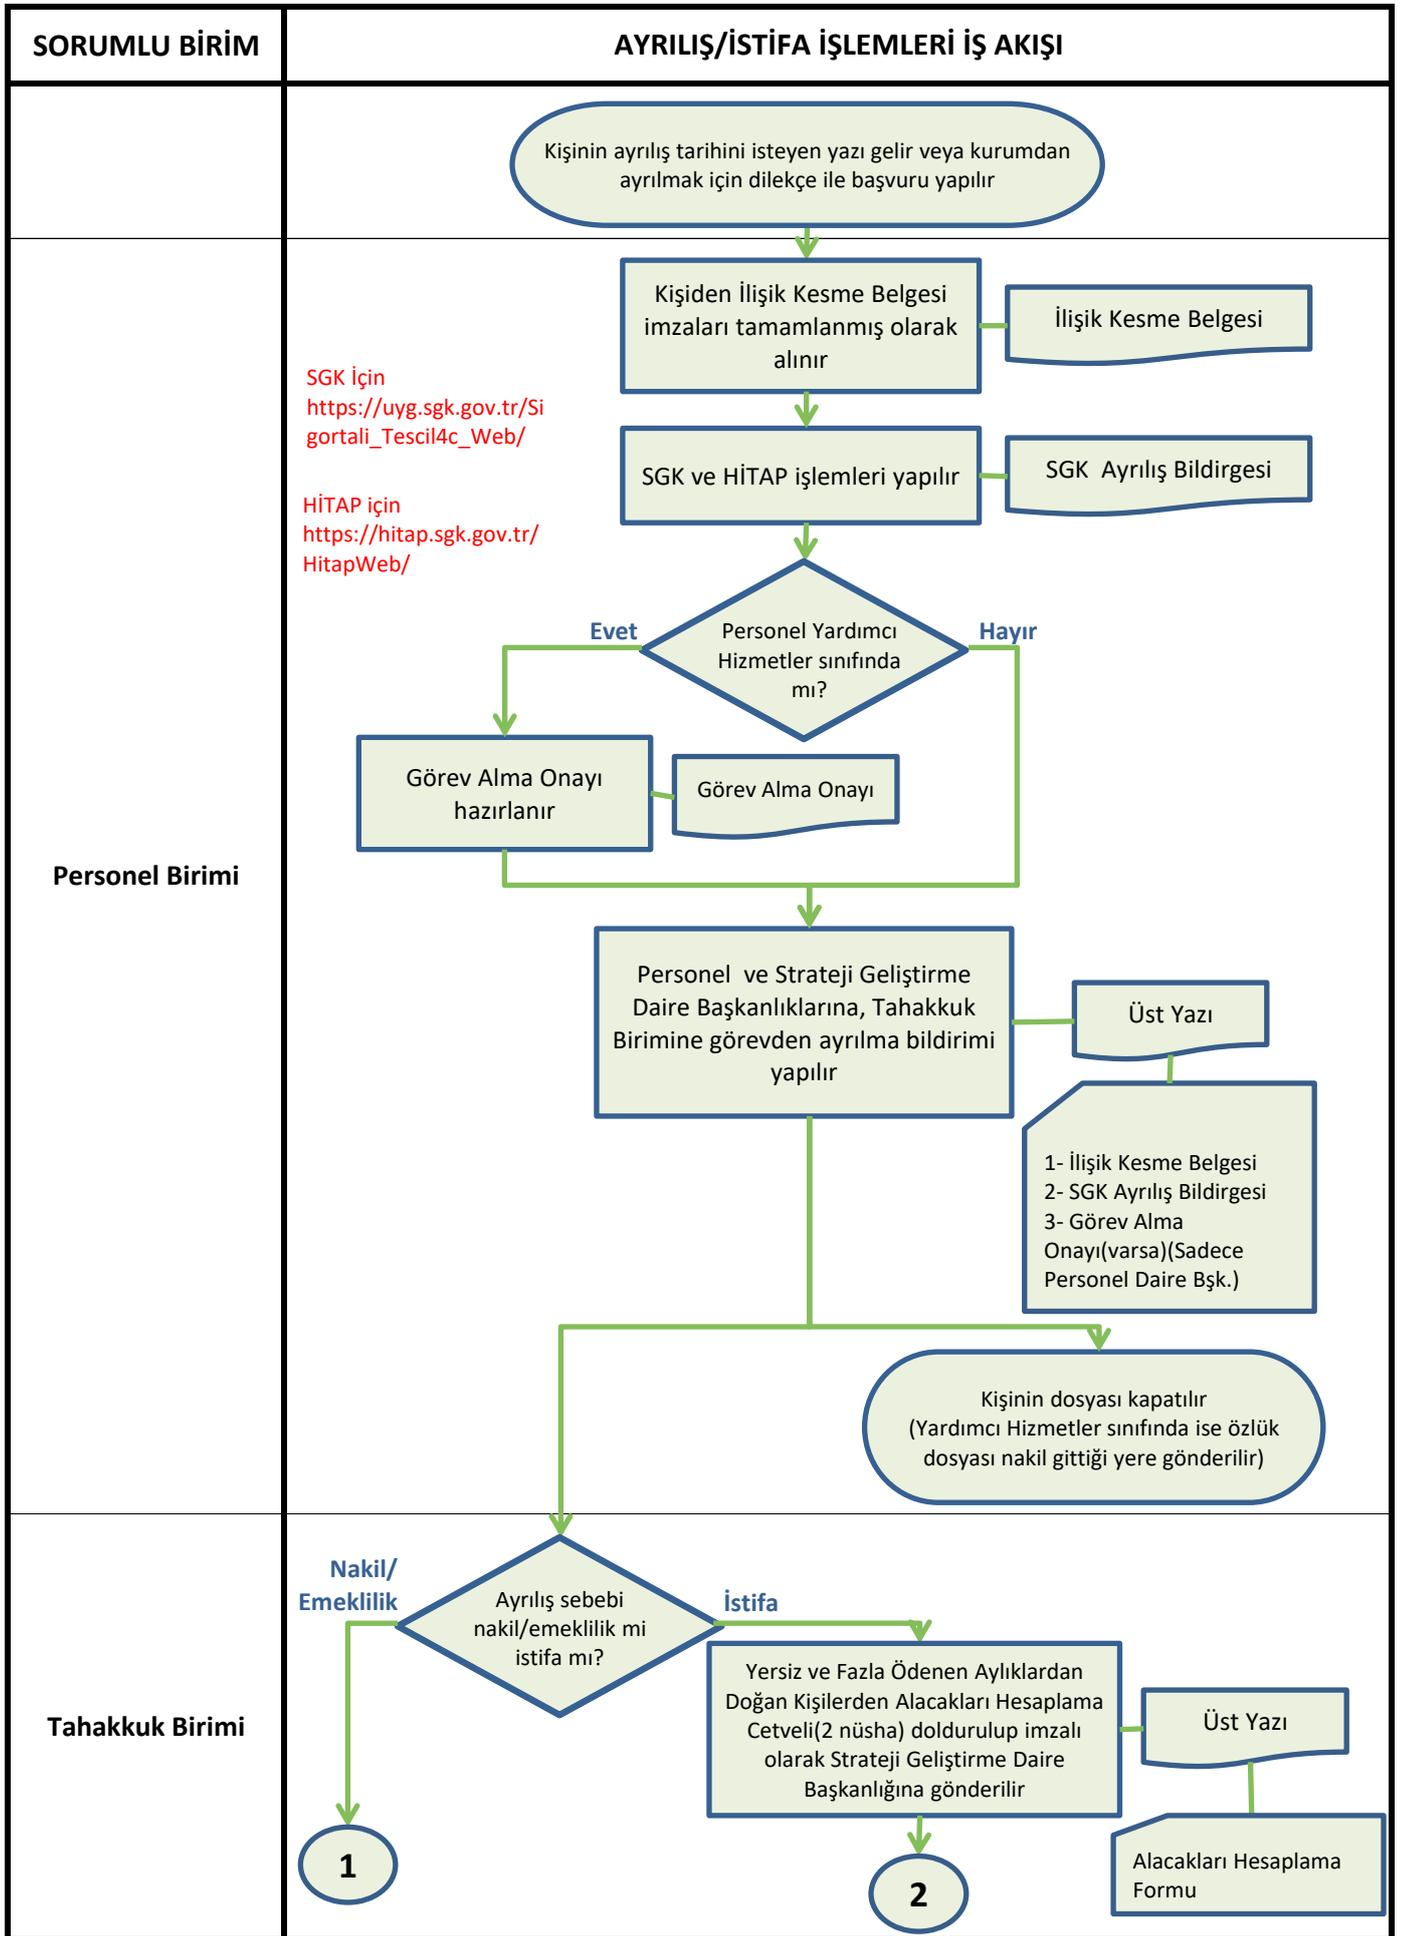 SORUMLU BİRİM
AYRILIŞ/İSTİFA İŞLEMLERİ İŞ AKIŞI
Kişinin ayrılış tarihini isteyen yazı gelir veya kurumdan
ayrılmak için dilekçe ile başvuru yapılır
Kişiden İlişik Kesme Belgesi
imzaları tamamlanmış olarak
alınır
İlişik Kesme Belgesi
SGK İçin
https://uyg.sgk.gov.tr/Si
gortali_Tescil4c_Web/
SGK ve HİTAP işlemleri yapılır
SGK  Ayrılış Bildirgesi
HİTAP için
https://hitap.sgk.gov.tr/
HitapWeb/
Evet
Personel Yardımcı
Hizmetler sınıfında
mı?
Hayır
Görev Alma Onayı
hazırlanır
Görev Alma Onayı
Personel Birimi
Personel  ve Strateji Geliştirme
Daire Başkanlıklarına, Tahakkuk
Birimine görevden ayrılma bildirimi
yapılır
Üst Yazı
1- İlişik Kesme Belgesi
2- SGK Ayrılış Bildirgesi
3- Görev Alma
Onayı(varsa)(Sadece
Personel Daire Bşk.)
Kişinin dosyası kapatılır
(Yardımcı Hizmetler sınıfında ise özlük
dosyası nakil gittiği yere gönderilir)
Tahakkuk Birimi
Nakil/
Emeklilik
Ayrılış sebebi
nakil/emeklilik mi
istifa mı?
İstifa
Yersiz ve Fazla Ödenen Aylıklardan
Doğan Kişilerden Alacakları Hesaplama
Cetveli(2 nüsha) doldurulup imzalı
olarak Strateji Geliştirme Daire
Başkanlığına gönderilir
Üst Yazı
Alacakları Hesaplama
Formu
1
2